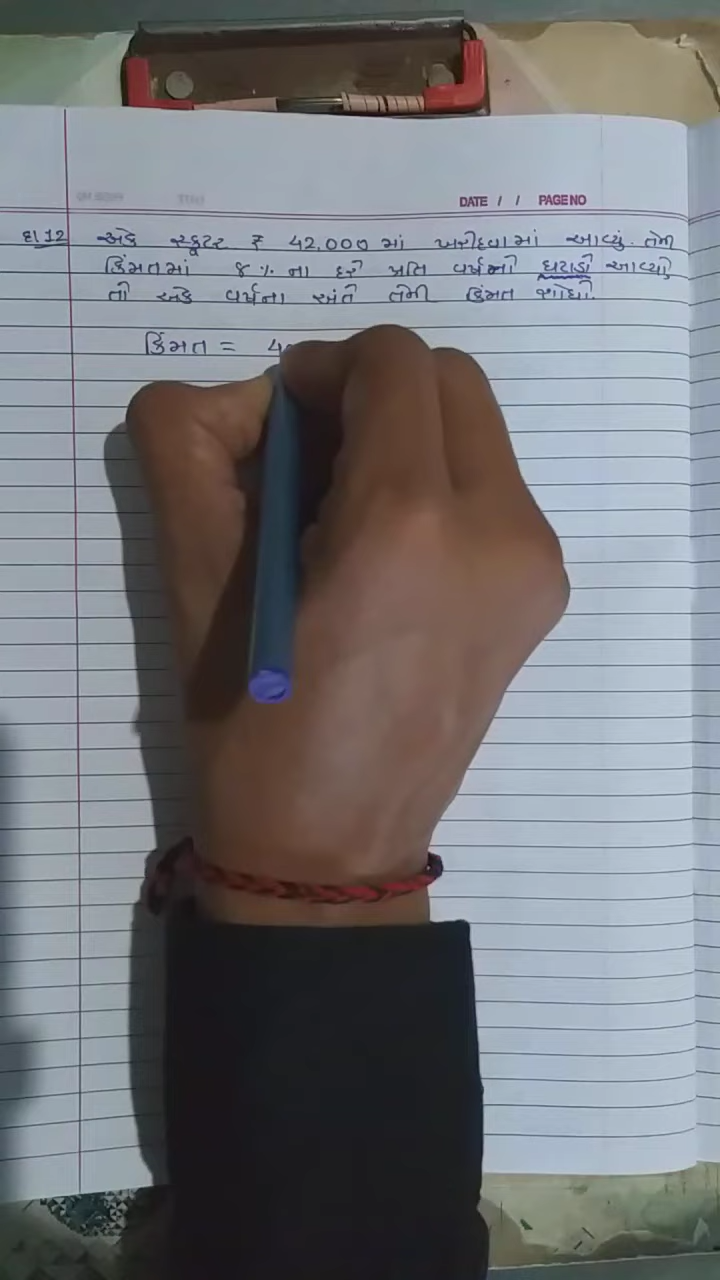 DATE / / PAGE NO
દા 12 એક સ્કૂટર ₹ 42,000 માં ખરીદવામાં આવ્યું. તેની
કિંમતમાં 8 % ના દરે પ્રતિ વર્ષની ઘટાડો આવ્યો,
તો એક વર્ષના અંતે તેની કિંમત શોધો.
કિંમત = 4